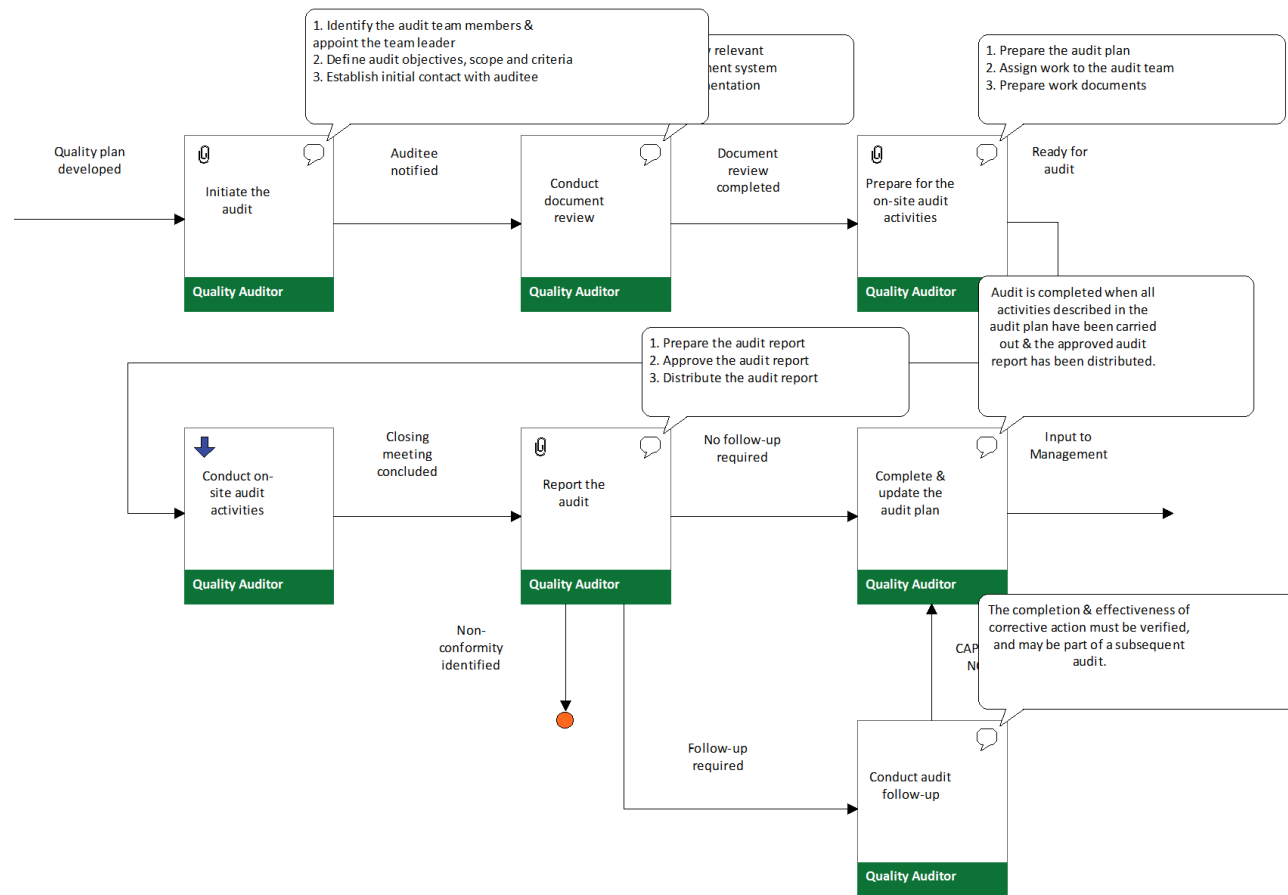 1. Identify the audit team members &
appoint the team leader
2. Define audit objectives, scope and criteria
3. Establish initial contact with auditee
relevant
system
1. Prepare the audit plan
2. Assign work to the audit team
3. Prepare work documents
Quality plan
developed
Initiate the
audit
Quality Auditor
Auditee
notified
Conduct
document
review
Quality Auditor
Document
review
completed
Prepare for the
on-site audit
activities
Quality Auditor
Ready for
audit
Audit is completed when all
activities described in the
audit plan have been carried
out & the approved audit
report has been distributed.
1. Prepare the audit report
2. Approve the audit report
3. Distribute the audit report
Conduct on-
site audit
activities
Quality Auditor
Closing
meeting
concluded
Report the
audit
Quality Auditor
No follow-up
required
Complete &
update the
audit plan
Quality Auditor
Input to
Management
Non-
conformity
identified
The completion & effectiveness of
corrective action must be verified,
and may be part of a subsequent
audit.
Follow-up
required
Conduct audit
follow-up
Quality Auditor